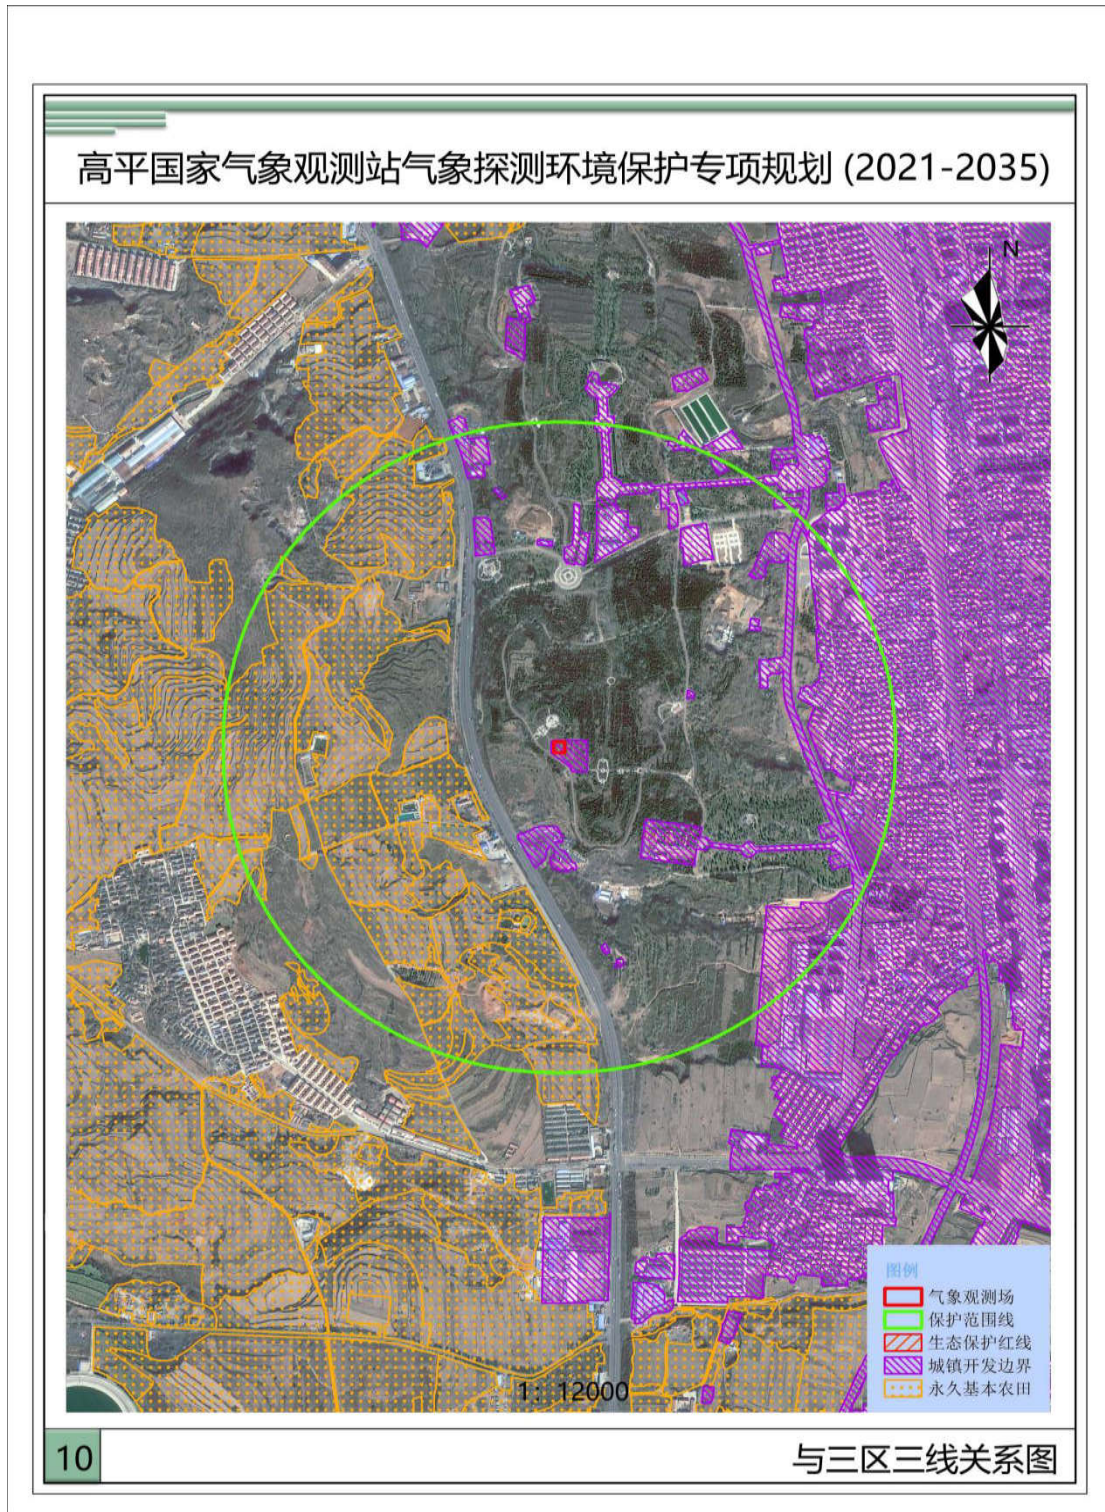 高平国家气象观测站气象探测环境保护专项规划 (2021-2035)
N
图例
气象观测场
保护范围线
生态保护红线
城镇开发边界
永久基本农田
1：12000
10
与三区三线关系图